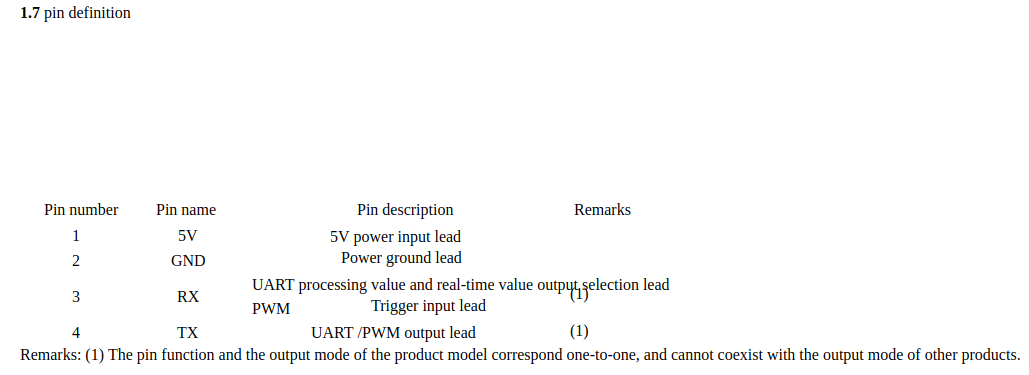 1.7 pin definition
Pin number Pin name Pin description Remarks
1 5V 5V power input lead
2 GND Power ground lead
3 RX UART processing value and real-time value output selection lead (1)
PWM Trigger input lead
4 TX UART /PWM output lead (1)
Remarks: (1) The pin function and the output mode of the product model correspond one-to-one, and cannot coexist with the output mode of other products.